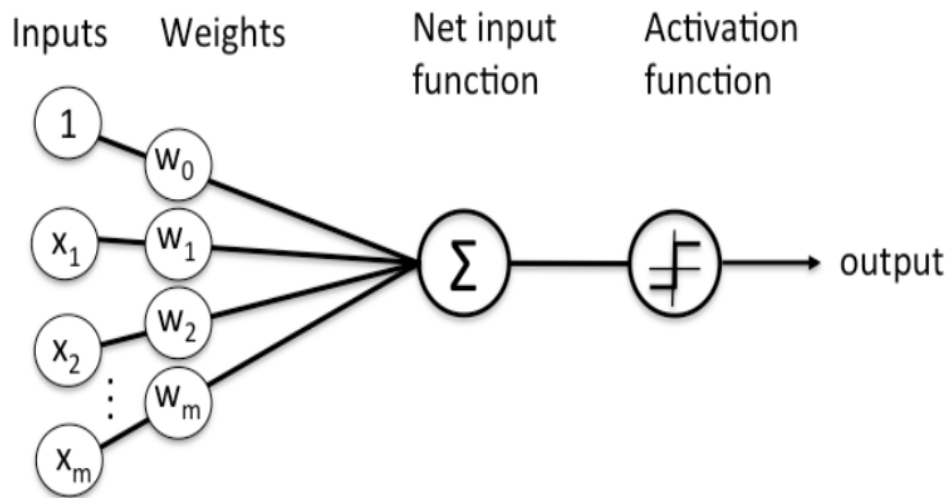 Inputs Weights Net input function Activation function
1
w₀
x₁ w₁
x₂ w₂
⋮
xₘ wₘ
Σ
output